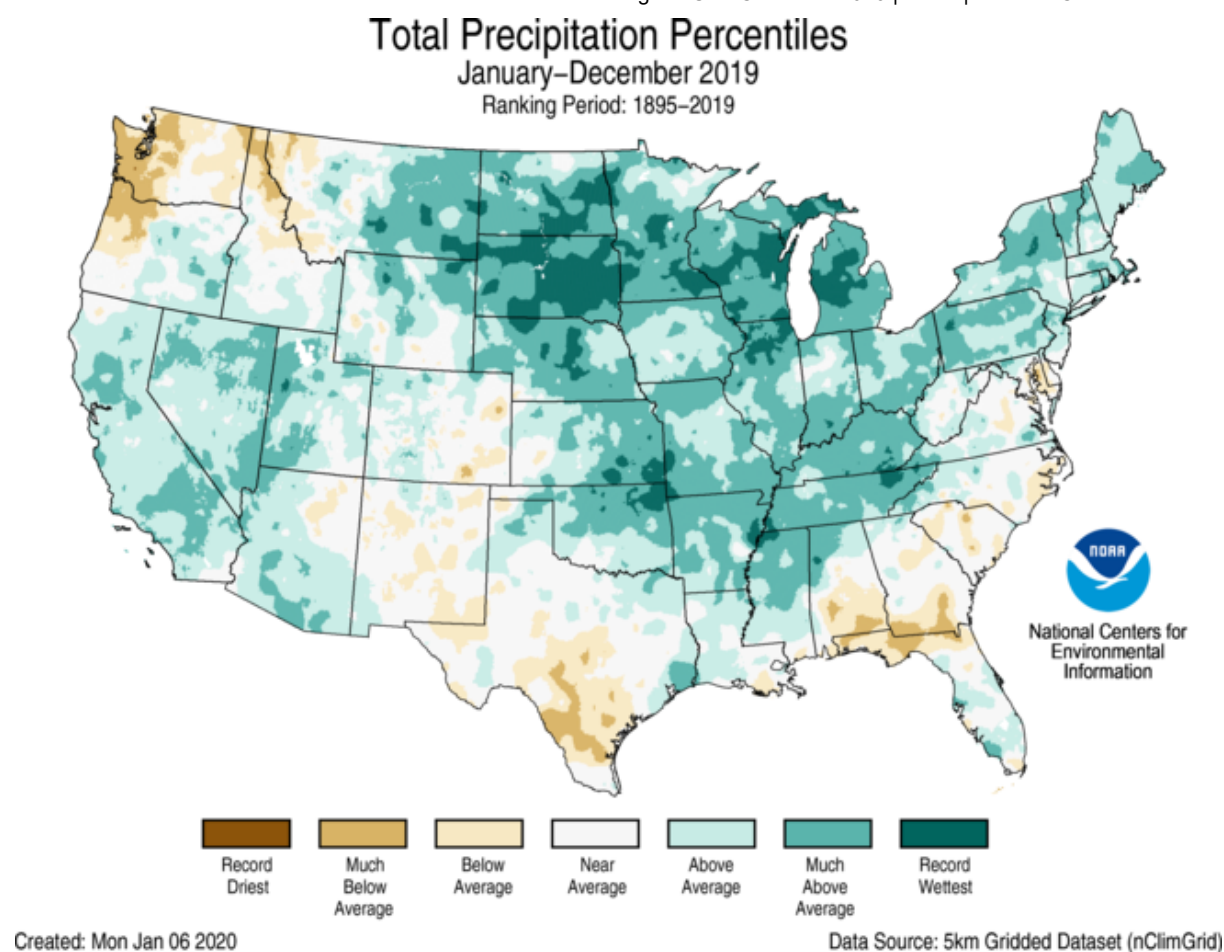 Total Precipitation Percentiles
January–December 2019
Ranking Period: 1895–2019
NOAA
National Centers for
Environmental
Information
Record
Driest
Much
Below
Average
Below
Average
Near
Average
Above
Average
Much
Above
Average
Record
Wettest
Created: Mon Jan 06 2020
Data Source: 5km Gridded Dataset (nClimGrid)